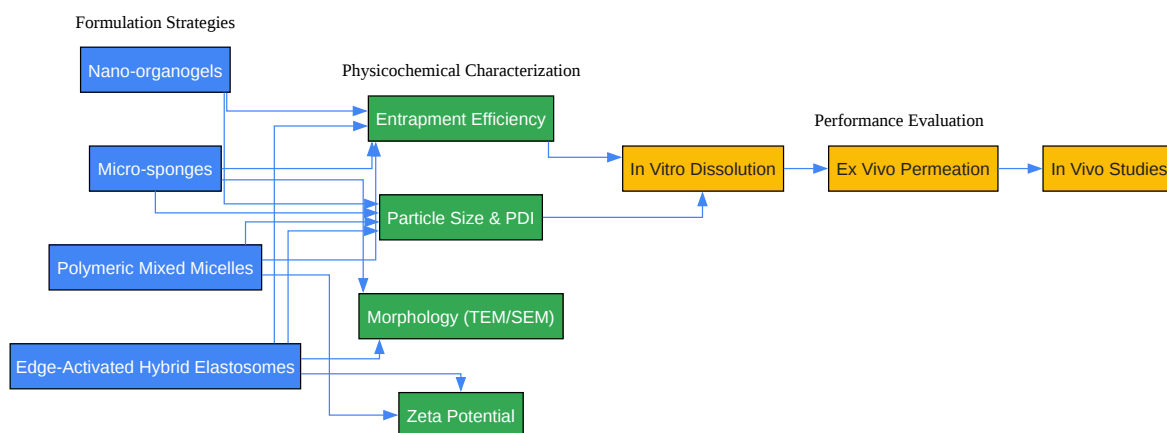 Formulation Strategies
Nano-organogels
Micro-sponges
Polymeric Mixed Micelles
Edge-Activated Hybrid Elastosomes
Physicochemical Characterization
Entrapment Efficiency
Particle Size & PDI
Morphology (TEM/SEM)
Zeta Potential
Performance Evaluation
In Vitro Dissolution
Ex Vivo Permeation
In Vivo Studies